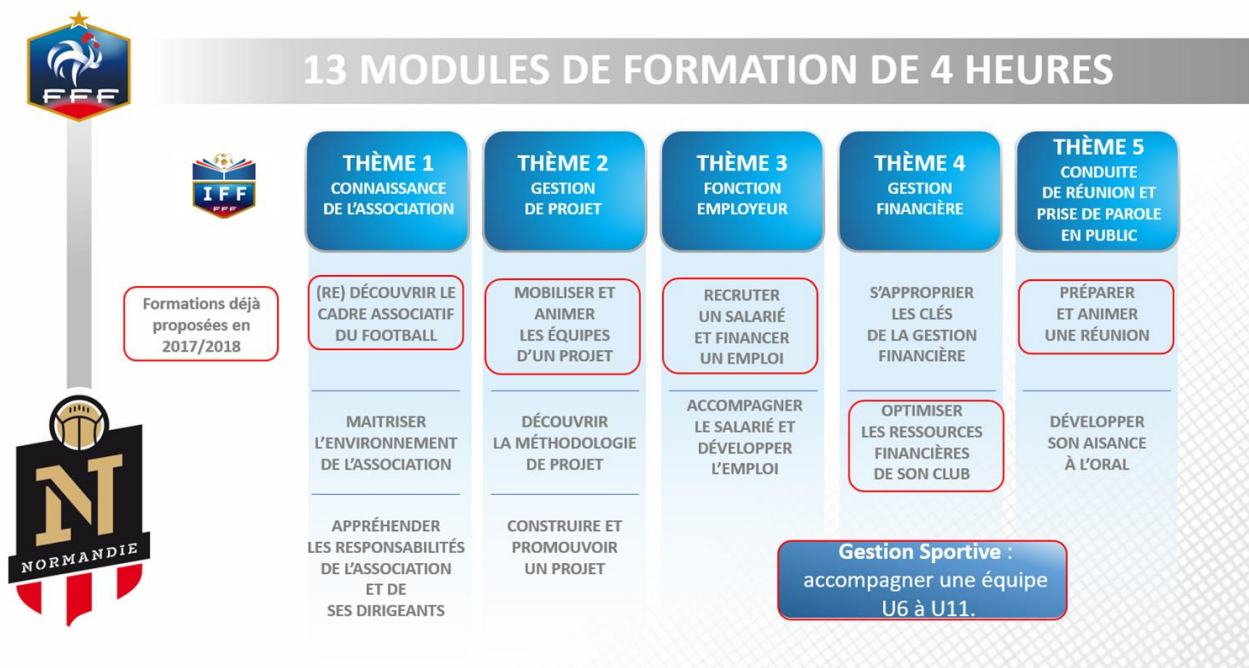 FFF
13 MODULES DE FORMATION DE 4 HEURES
IFF
FFF
THÈME 1
CONNAISSANCE
DE L'ASSOCIATION
THÈME 2
GESTION
DE PROJET
THÈME 3
FONCTION
EMPLOYEUR
THÈME 4
GESTION
FINANCIÈRE
THÈME 5
CONDUITE
DE RÉUNION ET
PRISE DE PAROLE
EN PUBLIC
Formations déjà
proposées en
2017/2018
(RE) DÉCOUVRIR LE
CADRE ASSOCIATIF
DU FOOTBALL
MOBILISER ET
ANIMER
LES ÉQUIPES
D'UN PROJET
RECRUTER
UN SALARIÉ
ET FINANCER
UN EMPLOI
S'APPROPRIER
LES CLÉS
DE LA GESTION
FINANCIÈRE
PRÉPARER
ET ANIMER
UNE RÉUNION
MAITRISER
L'ENVIRONNEMENT
DE L'ASSOCIATION
DÉCOUVRIR
LA MÉTHODOLOGIE
DE PROJET
ACCOMPAGNER
LE SALARIÉ ET
DÉVELOPPER
L'EMPLOI
OPTIMISER
LES RESSOURCES
FINANCIÈRES
DE SON CLUB
DÉVELOPPER
SON AISANCE
À L'ORAL
APPRÉHENDER
LES RESPONSABILITÉS
DE L'ASSOCIATION
ET DE
SES DIRIGEANTS
CONSTRUIRE ET
PROMOUVOIR
UN PROJET
Gestion Sportive :
accompagner une équipe
U6 à U11.
N
NORMANDIE